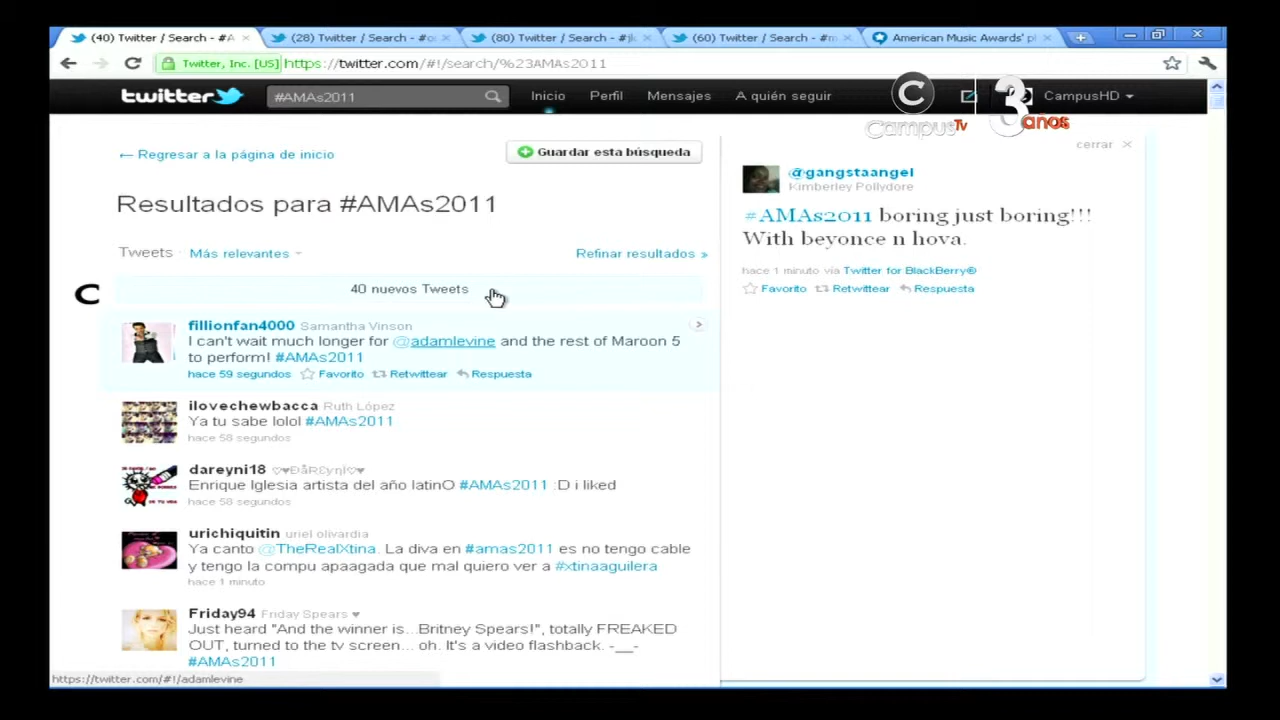 (40) Twitter / Search - #A
(28) Twitter / Search - #o
(80) Twitter / Search - #jk
(60) Twitter / Search - #m
American Music Awards' p
Twitter, Inc. [US]
https://twitter.com/#!/search/%23AMAs2011
twitter
#AMAs2011
Inicio
Perfil
Mensajes
A quién seguir
CampusHD
C
CampusTv
3
años
← Regresar a la página de inicio
Guardar esta búsqueda
cerrar ×
Resultados para #AMAs2011
Tweets
Más relevantes
Refinar resultados »
C
40 nuevos Tweets
fillionfan4000 Samantha Vinson
I can't wait much longer for @adamlevine and the rest of Maroon 5
to perform! #AMAs2011
hace 59 segundos Favorito Retwittear Respuesta
ilovechewbacca Ruth López
Ya tu sabe lolol #AMAs2011
hace 58 segundos
dareyni18
Enrique Iglesia artista del año latinO #AMAs2011 :D i liked
hace 58 segundos
urichiquitin uriel olivardia
Ya canto @TheRealXtina. La diva en #amas2011 es no tengo cable
y tengo la compu apaagada que mal quiero ver a #xtinaaguilera
hace 1 minuto
Friday94 Friday Spears ♥
Just heard "And the winner is...Britney Spears!", totally FREAKED
OUT, turned to the tv screen... oh. It's a video flashback. -__-
#AMAs2011
@gangstaangel
Kimberley Pollydore
#AMAs2011 boring just boring!!!
With beyonce n hova.
hace 1 minuto via Twitter for BlackBerry®
Favorito Retwittear Respuesta
https://twitter.com/#!/adamlevine